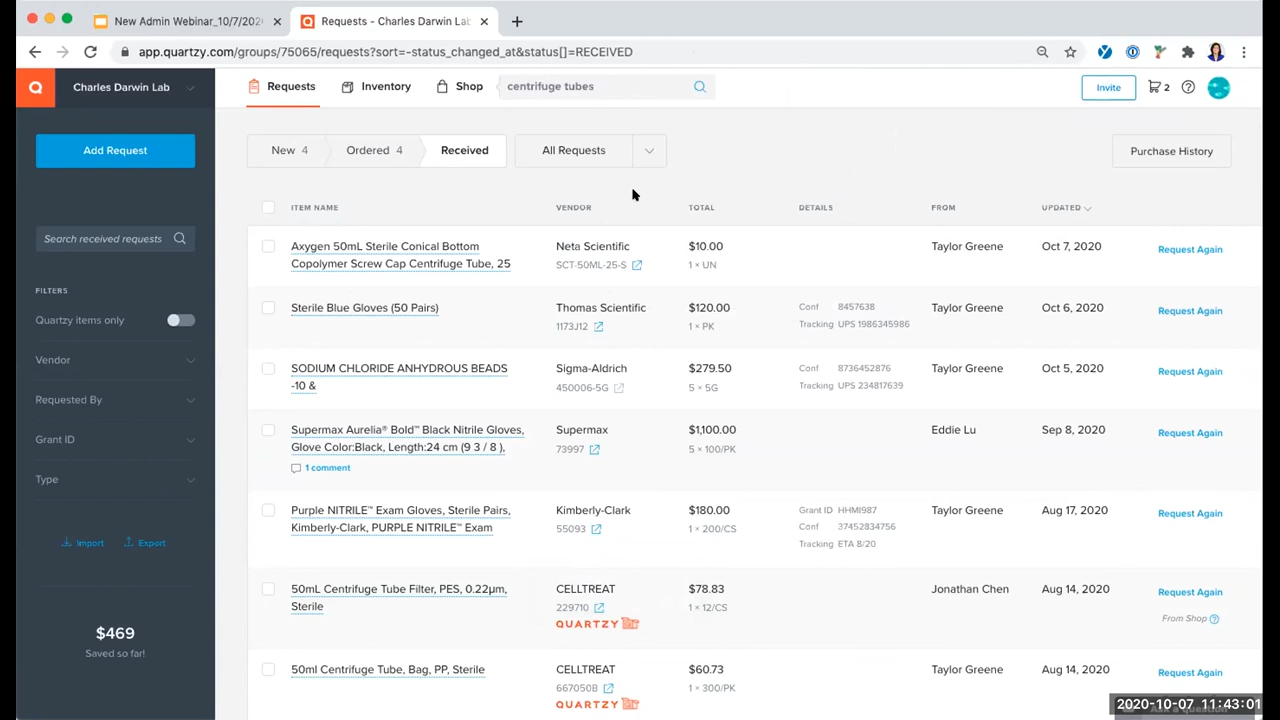 New Admin Webinar_10/7/202
Requests - Charles Darwin Lab
app.quartzy.com/groups/75065/requests?sort=-status_changed_at&status[]=RECEIVED
Charles Darwin Lab
Requests
Inventory
Shop
centrifuge tubes
Invite
2
Add Request
New 4
Ordered 4
Received
All Requests
Purchase History
Search received requests
FILTERS
Quartzy items only
Vendor
Requested By
Grant ID
Type
Import
Export
$469
Saved so far!
ITEM NAME VENDOR TOTAL DETAILS FROM UPDATED
Axygen 50mL Sterile Conical Bottom Neta Scientific $10.00 Taylor Greene Oct 7, 2020 Request Again
Copolymer Screw Cap Centrifuge Tube, 25 SCT-50ML-25-S 1 × UN
Sterile Blue Gloves (50 Pairs) Thomas Scientific $120.00 Conf 8457638 Taylor Greene Oct 6, 2020 Request Again
1173J12 1 × PK Tracking UPS 1986345986
SODIUM CHLORIDE ANHYDROUS BEADS Sigma-Aldrich $279.50 Conf 8736452876 Taylor Greene Oct 5, 2020 Request Again
-10 & 450006-5G 5 × 5G Tracking UPS 234817639
Supermax Aurelia® Bold™ Black Nitrile Gloves, Supermax $1,100.00 Eddie Lu Sep 8, 2020 Request Again
Glove Color:Black, Length:24 cm (9 3 / 8 ), 73997 5 × 100/PK
1 comment
Purple NITRILE™ Exam Gloves, Sterile Pairs, Kimberly-Clark $180.00 Grant ID HHMI987 Taylor Greene Aug 17, 2020 Request Again
Kimberly-Clark, PURPLE NITRILE™ Exam 55093 1 × 200/CS Conf 37452834756
Tracking ETA 8/20
50mL Centrifuge Tube Filter, PES, 0.22µm, CELLTREAT $78.83 Jonathan Chen Aug 14, 2020 Request Again
Sterile 229710 1 × 12/CS From Shop
QUARTZY
50ml Centrifuge Tube, Bag, PP, Sterile CELLTREAT $60.73 Taylor Greene Aug 14, 2020 Request Again
667050B 1 × 300/PK
QUARTZY
2020-10-07 11:43:01